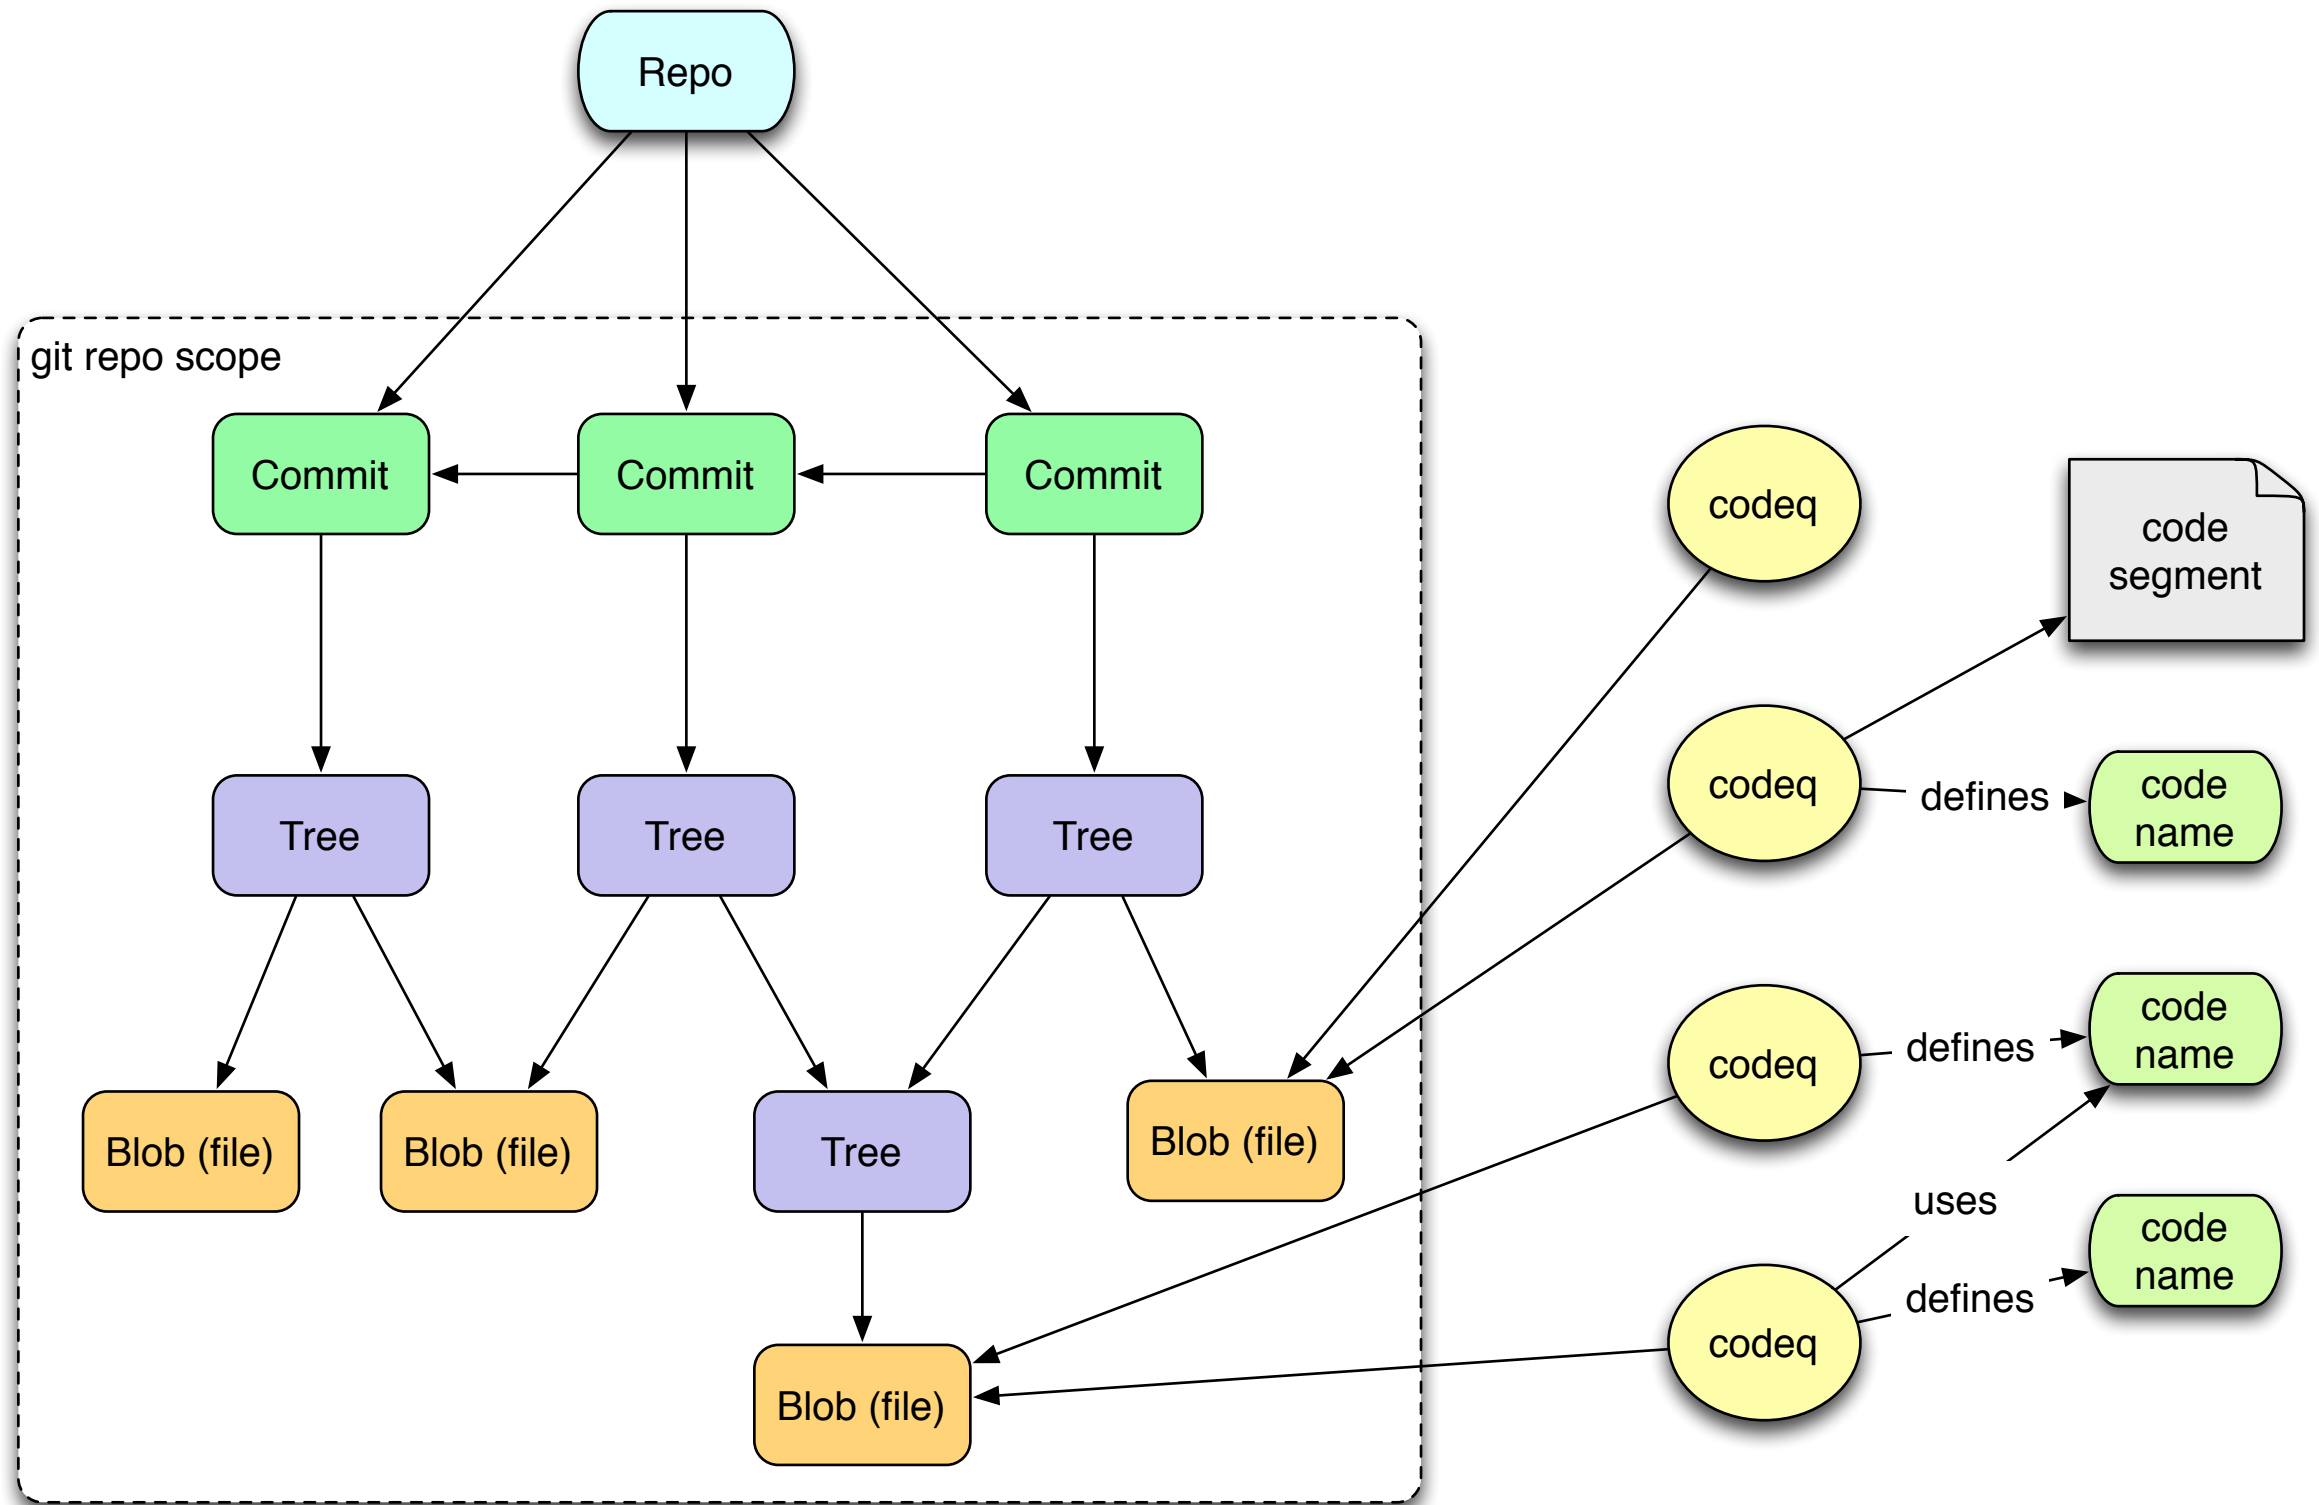 Repo
git repo scope
Commit
Commit
Commit
codeq
code
segment
Tree
Tree
Tree
codeq
defines
code
name
Blob (file)
Blob (file)
Tree
Blob (file)
codeq
defines
code
name
uses
codeq
defines
code
name
Blob (file)